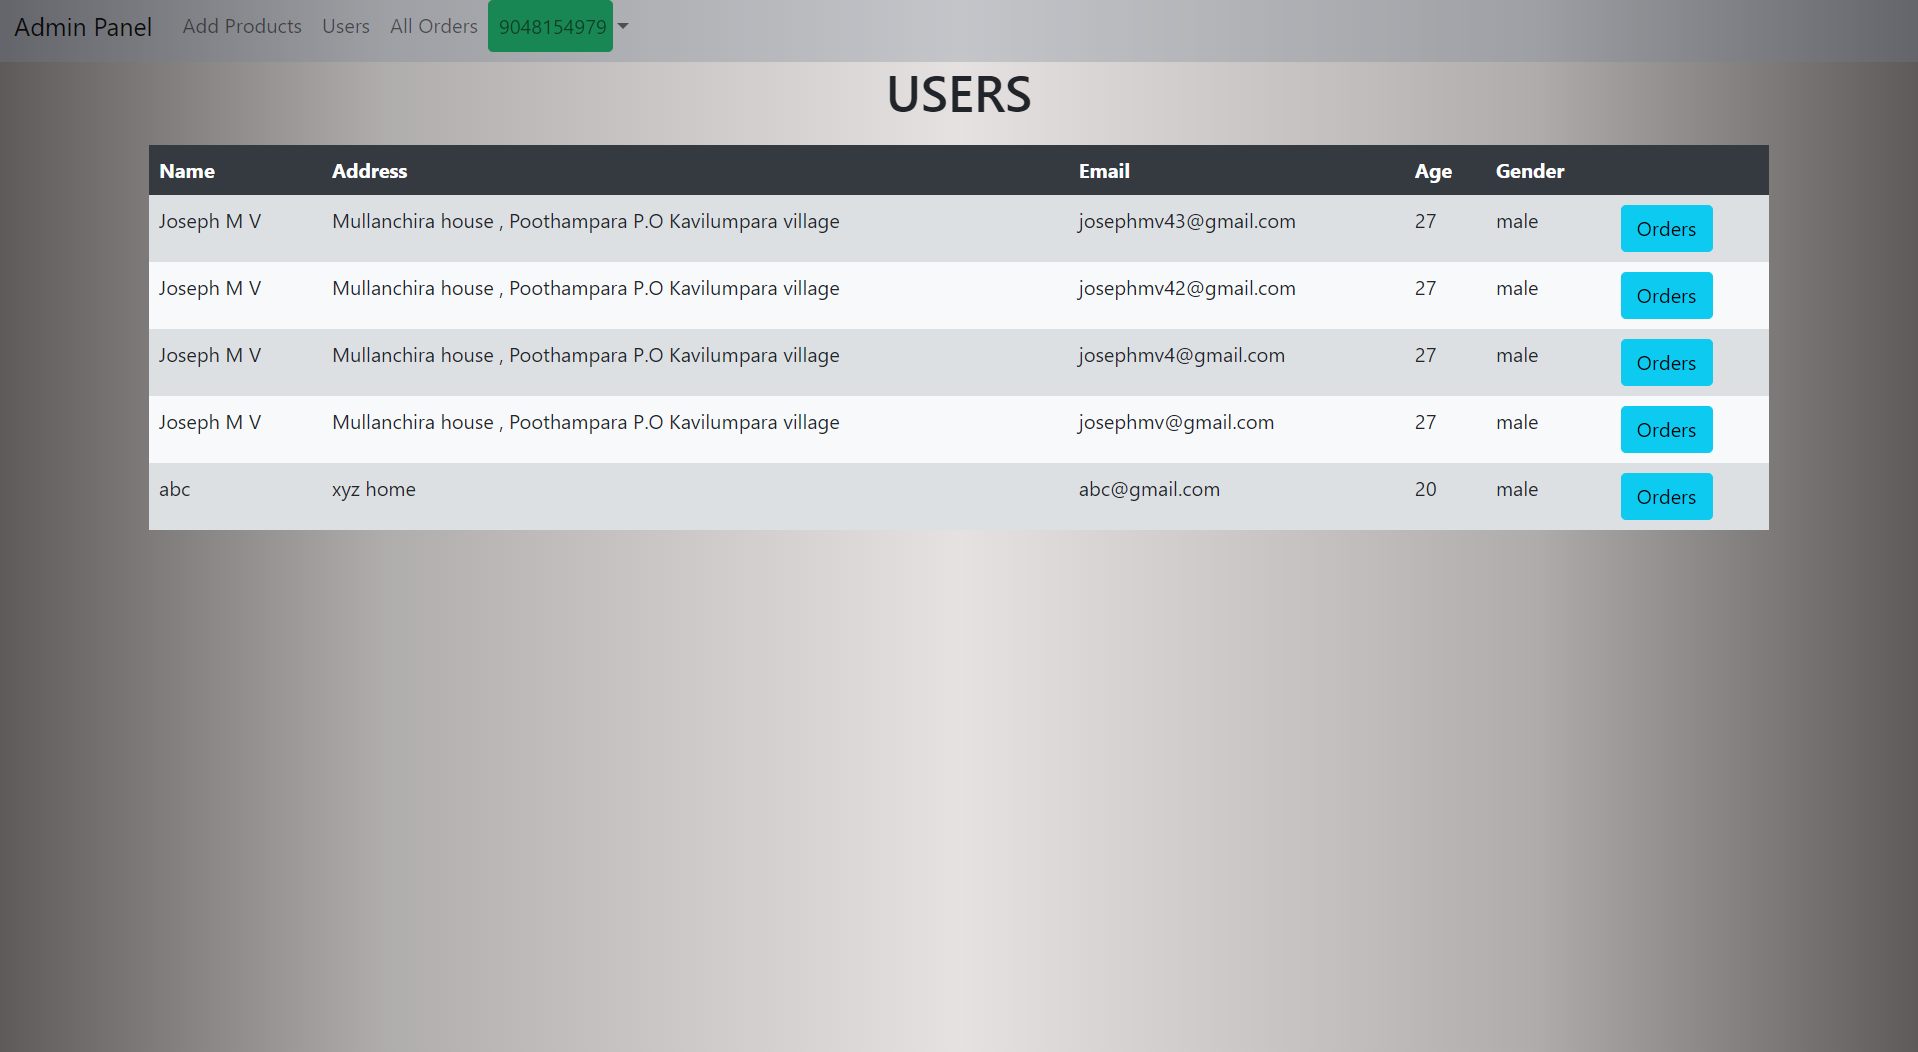 Admin Panel Add Products Users All Orders 9048154979
USERS
Name Address Email Age Gender
Joseph M V Mullanchira house , Poothampara P.O Kavilumpara village josephmv43@gmail.com 27 male Orders
Joseph M V Mullanchira house , Poothampara P.O Kavilumpara village josephmv42@gmail.com 27 male Orders
Joseph M V Mullanchira house , Poothampara P.O Kavilumpara village josephmv4@gmail.com 27 male Orders
Joseph M V Mullanchira house , Poothampara P.O Kavilumpara village josephmv@gmail.com 27 male Orders
abc xyz home abc@gmail.com 20 male Orders